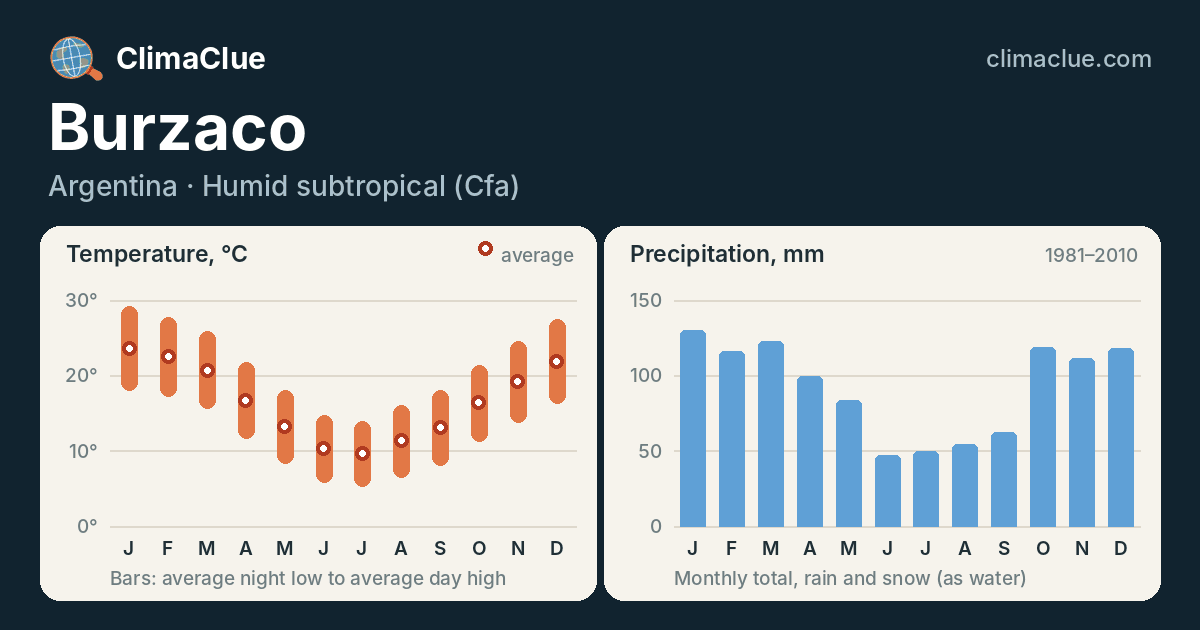 ClimaClue
climaclue.com
Burzaco
Argentina · Humid subtropical (Cfa)
Temperature, °C
average
30°
20°
10°
0°
J F M A M J J A S O N D
Bars: average night low to average day high
Precipitation, mm
1981–2010
150
100
50
0
J F M A M J J A S O N D
Monthly total, rain and snow (as water)